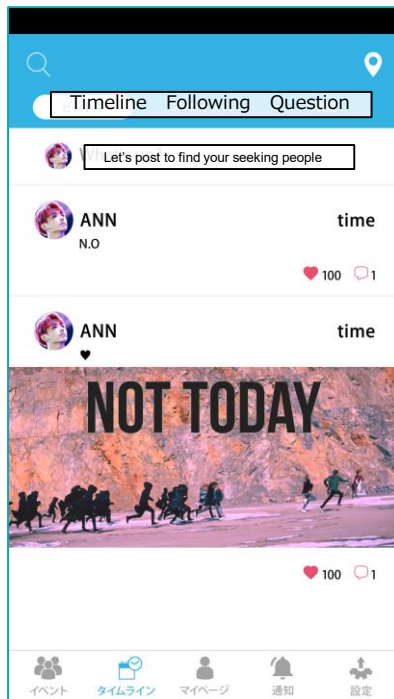 Timeline Following Question
Let's post to find your seeking people
ANN
time
N.O
100
1
ANN
time
♥
NOT TODAY
100
1
イベント
タイムライン
マイページ
通知
設定